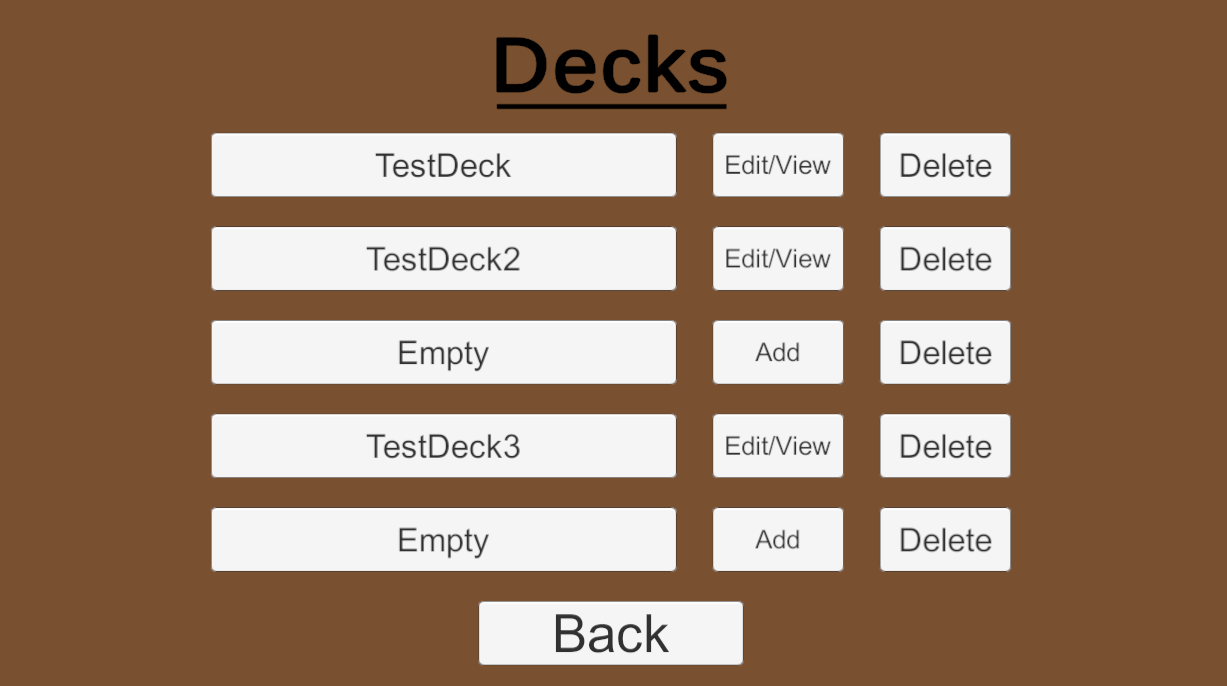 Decks
TestDeck Edit/View Delete
TestDeck2 Edit/View Delete
Empty Add Delete
TestDeck3 Edit/View Delete
Empty Add Delete
Back